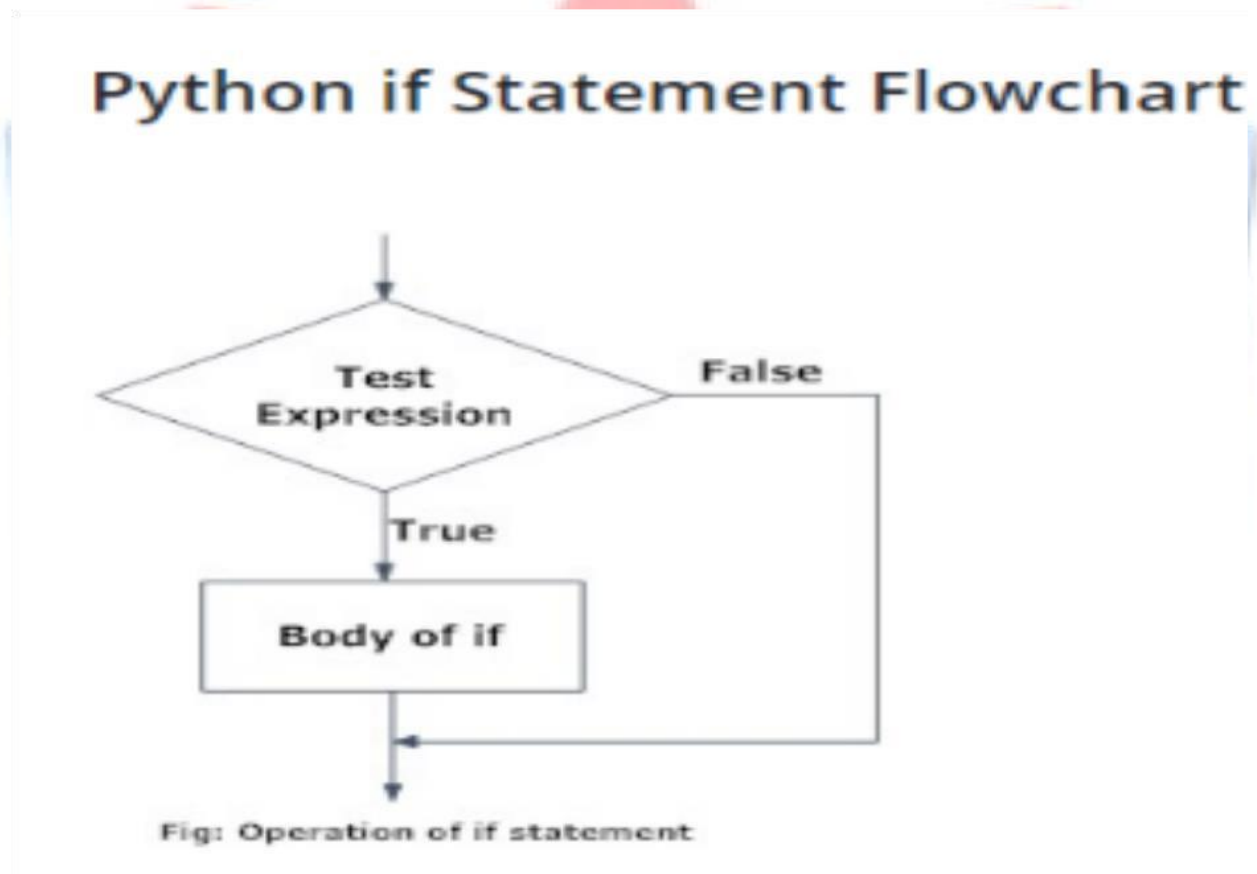 Python if Statement Flowchart
Test
Expression
False
True
Body of if
Fig: Operation of if statement